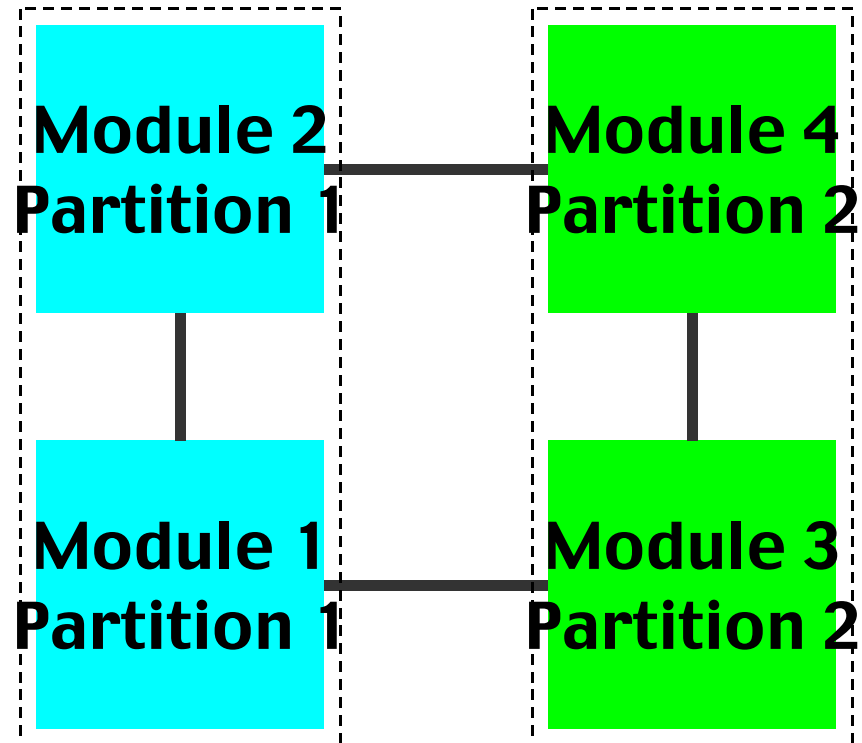 Module 2
Partition 1
Module 4
Partition 2
Module 1
Partition 1
Module 3
Partition 2